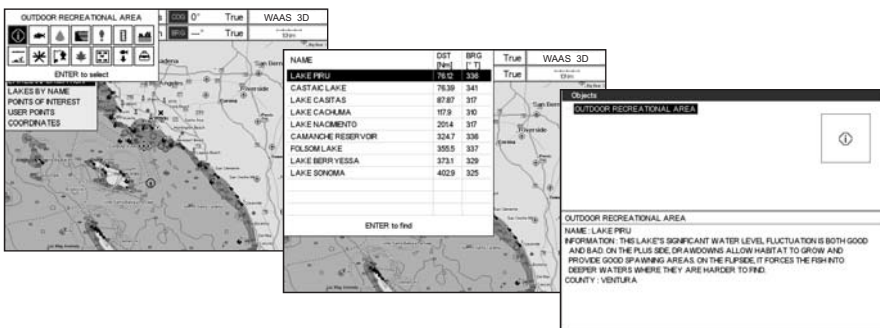 OUTDOOR RECREATIONAL AREA
COG 0° True WAAS 3D
True
ENTER to select
LAKES BY NAME
POINTS OF INTEREST
USER POINTS
COORDINATES
Angeles
Riverside
NAME DST [Nm] BRG [° T]
LAKE PIRU 76.12 336
CASTAIC LAKE 76.39 341
LAKE CASITAS 87.87 317
LAKE CACHUMA 117.9 310
LAKE NACIMIENTO 201.4 317
CAMANCHE RESERVOIR 324.7 336
FOLSOM LAKE 355.5 337
LAKE BERRYESSA 373.1 329
LAKE SONOMA 402.9 325
ENTER to find
True WAAS 3D
True
Riverside
Objects
OUTDOOR RECREATIONAL AREA
OUTDOOR RECREATIONAL AREA
NAME : LAKE PIRU
INFORMATION : THIS LAKE'S SIGNIFICANT WATER LEVEL FLUCTUATION IS BOTH GOOD
AND BAD. ON THE PLUS SIDE, DRAWDOWNS ALLOW HABITAT TO GROW AND
PROVIDE GOOD SPAWNING AREAS. ON THE FLIPSIDE, IT FORCES THE FISH INTO
DEEPER WATERS WHERE THEY ARE HARDER TO FIND.
COUNTY : VENTURA